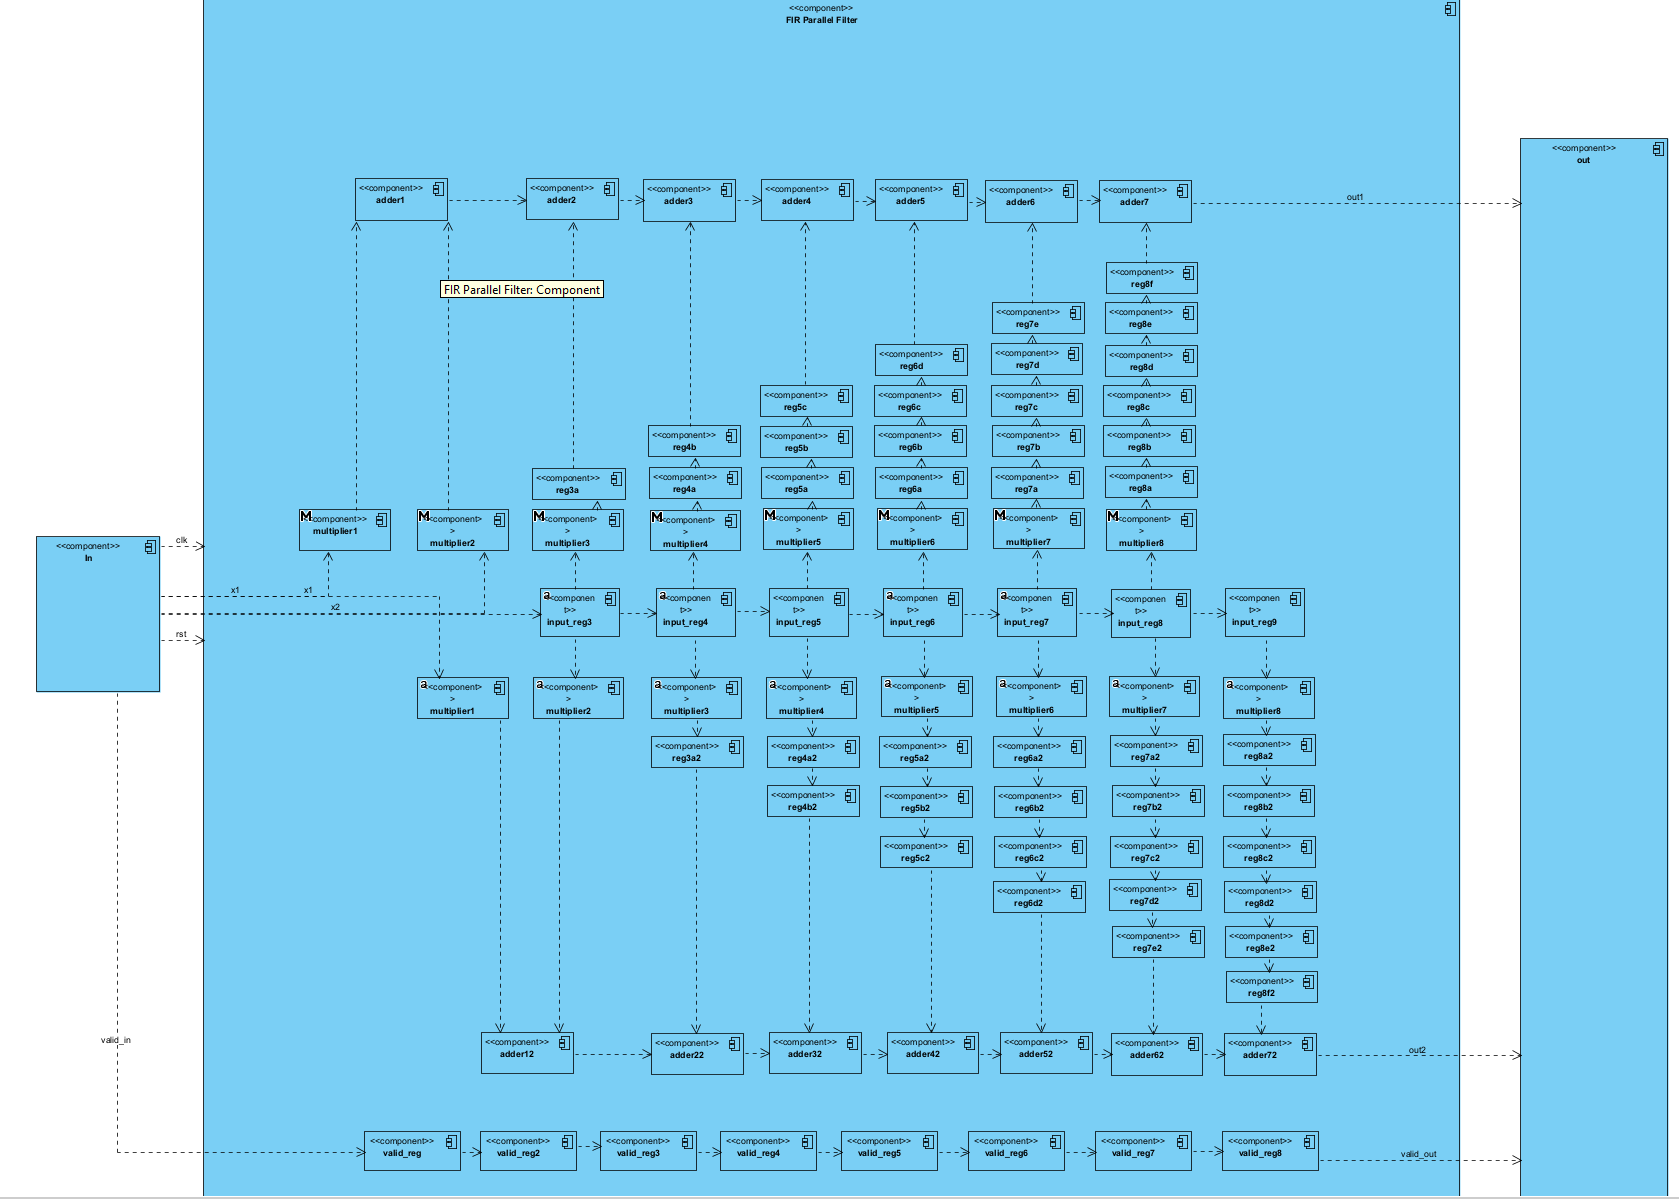 <<component>>
FIR Parallel Filter
<<component>>
out
<<component>>
adder1
<<component>>
adder2
<<component>>
adder3
<<component>>
adder4
<<component>>
adder5
<<component>>
adder6
<<component>>
adder7
out1
FIR Parallel Filter: Component
<<component>>
reg8f
<<component>>
reg7e
<<component>>
reg8e
<<component>>
reg6d
<<component>>
reg7d
<<component>>
reg8d
<<component>>
reg5c
<<component>>
reg6c
<<component>>
reg7c
<<component>>
reg8c
<<component>>
reg4b
<<component>>
reg5b
<<component>>
reg6b
<<component>>
reg7b
<<component>>
reg8b
<<component>>
reg3a
<<component>>
reg4a
<<component>>
reg5a
<<component>>
reg6a
<<component>>
reg7a
<<component>>
reg8a
M
<component>>
multiplier1
M
<<component>
>
multiplier2
M
<<component>
>
multiplier3
M
<<component>
>
multiplier4
M
<<component>
>
multiplier5
M
<<component>
>
multiplier6
M
<<component>
>
multiplier7
M
<<component>
>
multiplier8
<<component>>
In
clk
x1
x1
x2
rst
a
<<componen
t>>
input_reg3
a
<<componen
t>>
input_reg4
<<componen
t>>
input_reg5
a
<<componen
t>>
input_reg6
a
<<componen
t>>
input_reg7
<<componen
t>>
input_reg8
<<componen
t>>
input_reg9
a
<<component>
>
multiplier1
a
<<component>
>
multiplier2
a
<<component>
>
multiplier3
a
<<component>
>
multiplier4
a
<<component>
>
multiplier5
a
<<component>
>
multiplier6
a
<<component>
>
multiplier7
a
<<component>
>
multiplier8
<<component>>
reg3a2
<<component>>
reg4a2
<<component>>
reg5a2
<<component>>
reg6a2
<<component>>
reg7a2
<<component>>
reg8a2
<<component>>
reg4b2
<<component>>
reg5b2
<<component>>
reg6b2
<<component>>
reg7b2
<<component>>
reg8b2
<<component>>
reg5c2
<<component>>
reg6c2
<<component>>
reg7c2
<<component>>
reg8c2
<<component>>
reg6d2
<<component>>
reg7d2
<<component>>
reg8d2
<<component>>
reg7e2
<<component>>
reg8e2
<<component>>
reg8f2
valid_in
<<component>>
adder12
<<component>>
adder22
<<component>>
adder32
<<component>>
adder42
<<component>>
adder52
<<component>>
adder62
<<component>>
adder72
out2
<<component>>
valid_reg
<<component>>
valid_reg2
<<component>>
valid_reg3
<<component>>
valid_reg4
<<component>>
valid_reg5
<<component>>
valid_reg6
<<component>>
valid_reg7
<<component>>
valid_reg8
valid_out